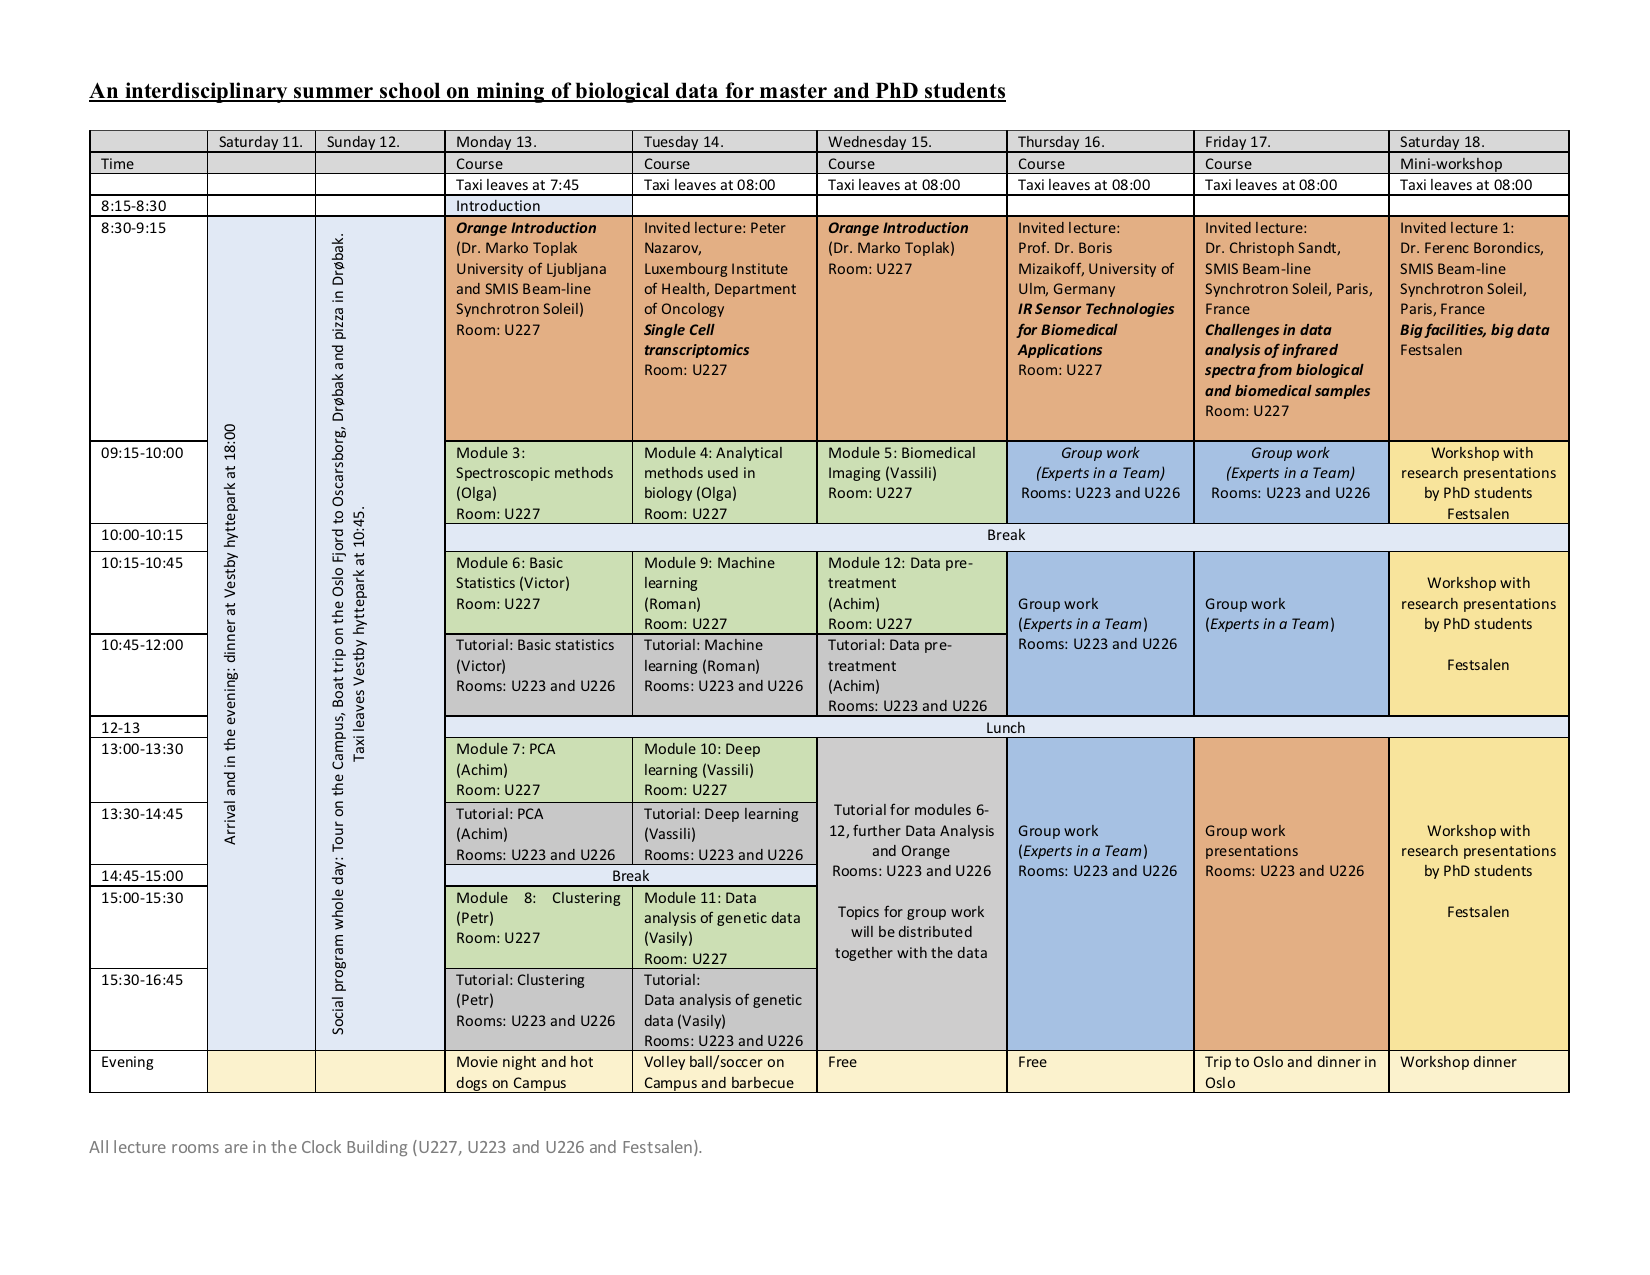 An interdisciplinary summer school on mining of biological data for master and PhD students
Saturday 11.
Sunday 12.
Monday 13.
Tuesday 14.
Wednesday 15.
Thursday 16.
Friday 17.
Saturday 18.
Time
Course
Course
Course
Course
Course
Mini-workshop
Taxi leaves at 7:45
Taxi leaves at 08:00
Taxi leaves at 08:00
Taxi leaves at 08:00
Taxi leaves at 08:00
Taxi leaves at 08:00
8:15-8:30
Introduction
8:30-9:15
Arrival and in the evening: dinner at Vestby hyttepark at 18:00
Social program whole day: Tour on the Campus, Boat trip on the Oslo Fjord to Oscarsborg, Drøbak and pizza in Drøbak.
Taxi leaves Vestby hyttepark at 10:45.
Orange Introduction
(Dr. Marko Toplak
University of Ljubljana
and SMIS Beam-line
Synchrotron Soleil)
Room: U227
Invited lecture: Peter
Nazarov,
Luxembourg Institute
of Health, Department
of Oncology
Single Cell
transcriptomics
Room: U227
Orange Introduction
(Dr. Marko Toplak)
Room: U227
Invited lecture:
Prof. Dr. Boris
Mizaikoff, University of
Ulm, Germany
IR Sensor Technologies
for Biomedical
Applications
Room: U227
Invited lecture:
Dr. Christoph Sandt,
SMIS Beam-line
Synchrotron Soleil, Paris,
France
Challenges in data
analysis of infrared
spectra from biological
and biomedical samples
Room: U227
Invited lecture 1:
Dr. Ferenc Borondics,
SMIS Beam-line
Synchrotron Soleil,
Paris, France
Big facilities, big data
Festsalen
09:15-10:00
Module 3:
Spectroscopic methods
(Olga)
Room: U227
Module 4: Analytical
methods used in
biology (Olga)
Room: U227
Module 5: Biomedical
Imaging (Vassili)
Room: U227
Group work
(Experts in a Team)
Rooms: U223 and U226
Group work
(Experts in a Team)
Rooms: U223 and U226
Workshop with
research presentations
by PhD students
Festsalen
10:00-10:15
Break
10:15-10:45
Module 6: Basic
Statistics (Victor)
Room: U227
Module 9: Machine
learning
(Roman)
Room: U227
Module 12: Data pre-
treatment
(Achim)
Room: U227
Group work
(Experts in a Team)
Rooms: U223 and U226
Group work
(Experts in a Team)
Workshop with
research presentations
by PhD students
Festsalen
10:45-12:00
Tutorial: Basic statistics
(Victor)
Rooms: U223 and U226
Tutorial: Machine
learning (Roman)
Rooms: U223 and U226
Tutorial: Data pre-
treatment
(Achim)
Rooms: U223 and U226
12-13
Lunch
13:00-13:30
Module 7: PCA
(Achim)
Room: U227
Module 10: Deep
learning (Vassili)
Room: U227
Tutorial for modules 6-
12, further Data Analysis
and Orange
Rooms: U223 and U226
Topics for group work
will be distributed
together with the data
Group work
(Experts in a Team)
Rooms: U223 and U226
Group work
presentations
Rooms: U223 and U226
Workshop with
research presentations
by PhD students
Festsalen
13:30-14:45
Tutorial: PCA
(Achim)
Rooms: U223 and U226
Tutorial: Deep learning
(Vassili)
Rooms: U223 and U226
14:45-15:00
Break
15:00-15:30
Module 8: Clustering
(Petr)
Room: U227
Module 11: Data
analysis of genetic data
(Vasily)
Room: U227
15:30-16:45
Tutorial: Clustering
(Petr)
Rooms: U223 and U226
Tutorial:
Data analysis of genetic
data (Vasily)
Rooms: U223 and U226
Evening
Movie night and hot
dogs on Campus
Volley ball/soccer on
Campus and barbecue
Free
Free
Trip to Oslo and dinner in
Oslo
Workshop dinner
All lecture rooms are in the Clock Building (U227, U223 and U226 and Festsalen).